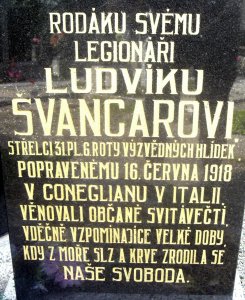 RODÁKU SVÉMU
LEGIONÁŘI
LUDVÍKU
ŠVANCAROVI,
STŘELCI 31. PL. 6. ROTY VÝZVĚDNÝCH HLÍDEK,
POPRAVENÉMU 16. ČERVNA 1918
V CONEGLIANU V ITALII,
VĚNOVALI OBČANÉ SVITÁVEČTÍ,
VDĚČNĚ VZPOMÍNAJÍCE VELKÉ DOBY,
KDY Z MOŘE SLZ A KRVE ZRODILA SE
NAŠE SVOBODA.